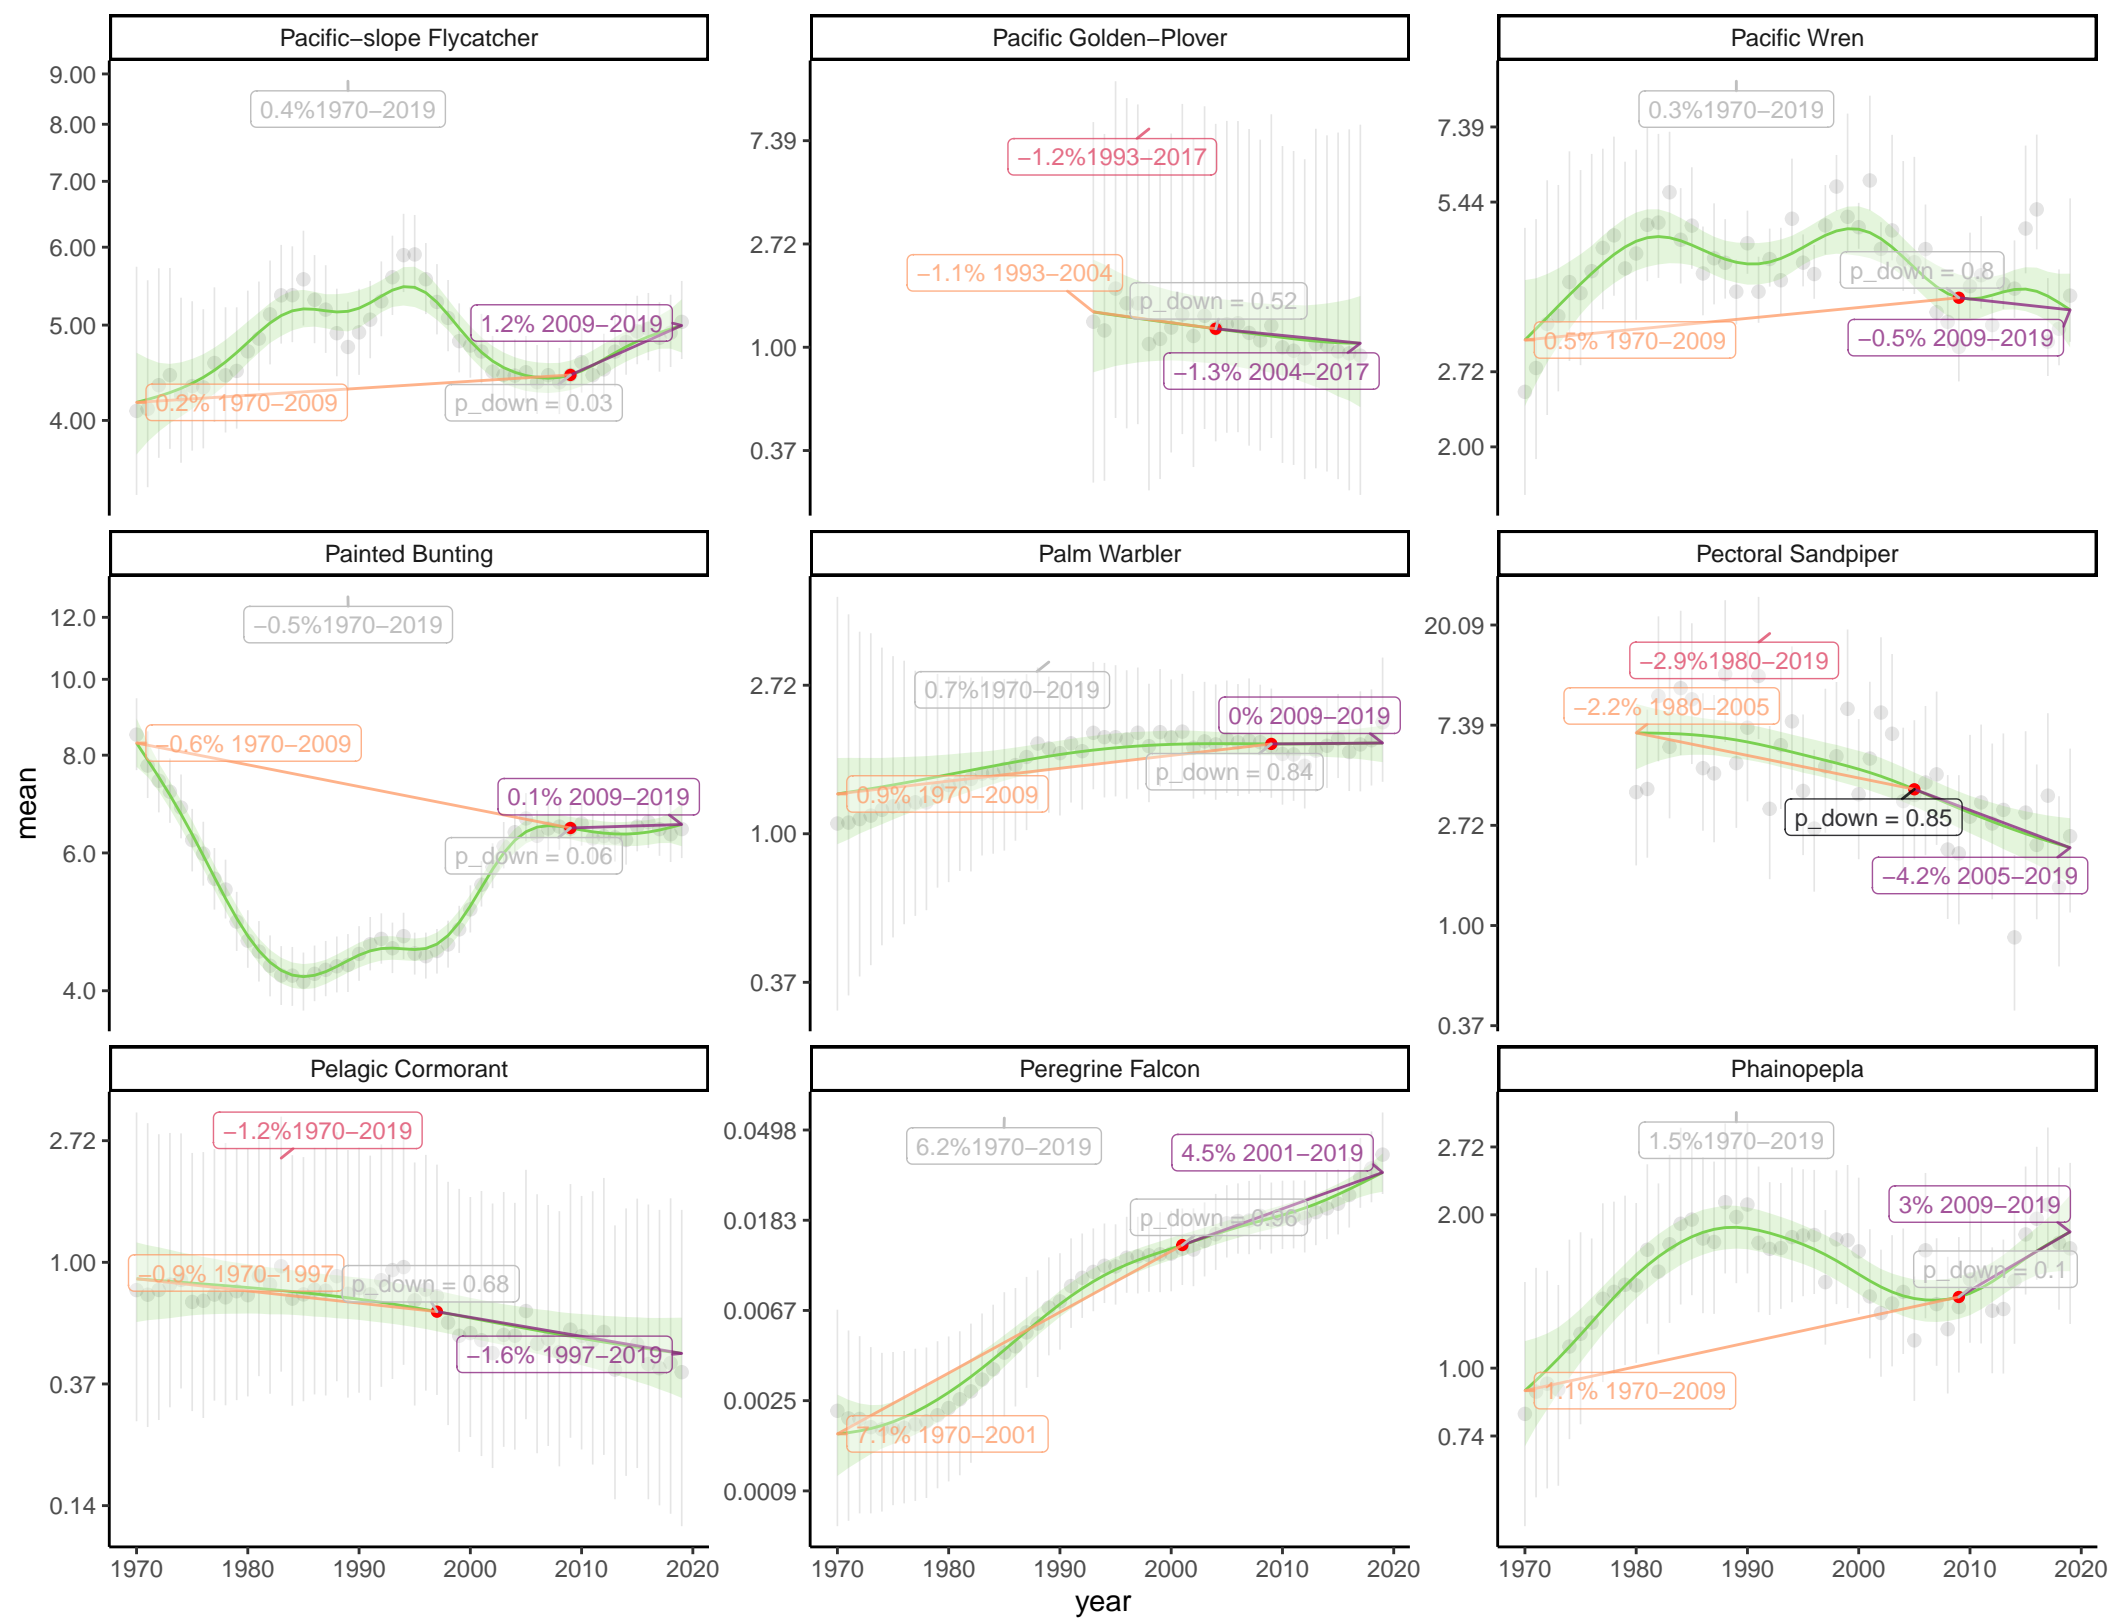 Pacific−slope Flycatcher
9.00
8.00
7.00
6.00
5.00
4.00
0.4%1970−2019
1.2% 2009−2019
0.2% 1970−2009
p_down = 0.03
Pacific Golden−Plover
7.39
2.72
1.00
0.37
−1.2%1993−2017
−1.1% 1993−2004
p_down = 0.52
−1.3% 2004−2017
Pacific Wren
7.39
5.44
2.72
2.00
0.3%1970−2019
p_down = 0.8
0.5% 1970−2009
−0.5% 2009−2019
mean
Painted Bunting
12.0
10.0
8.0
6.0
4.0
−0.5%1970−2019
−0.6% 1970−2009
0.1% 2009−2019
p_down = 0.06
Palm Warbler
2.72
1.00
0.37
0.7%1970−2019
0% 2009−2019
p_down = 0.84
0.9% 1970−2009
Pectoral Sandpiper
20.09
7.39
2.72
1.00
0.37
−2.9%1980−2019
−2.2% 1980−2005
p_down = 0.85
−4.2% 2005−2019
Pelagic Cormorant
2.72
1.00
0.37
0.14
−1.2%1970−2019
−0.9% 1970−1997
p_down = 0.68
−1.6% 1997−2019
1970 1980 1990 2000 2010 2020
Peregrine Falcon
0.0498
0.0183
0.0067
0.0025
0.0009
6.2%1970−2019
4.5% 2001−2019
p_down = 0.96
7.1% 1970−2001
1970 1980 1990 2000 2010 2020
Phainopepla
2.72
2.00
1.00
0.74
1.5%1970−2019
3% 2009−2019
p_down = 0.1
1.1% 1970−2009
1970 1980 1990 2000 2010 2020
year